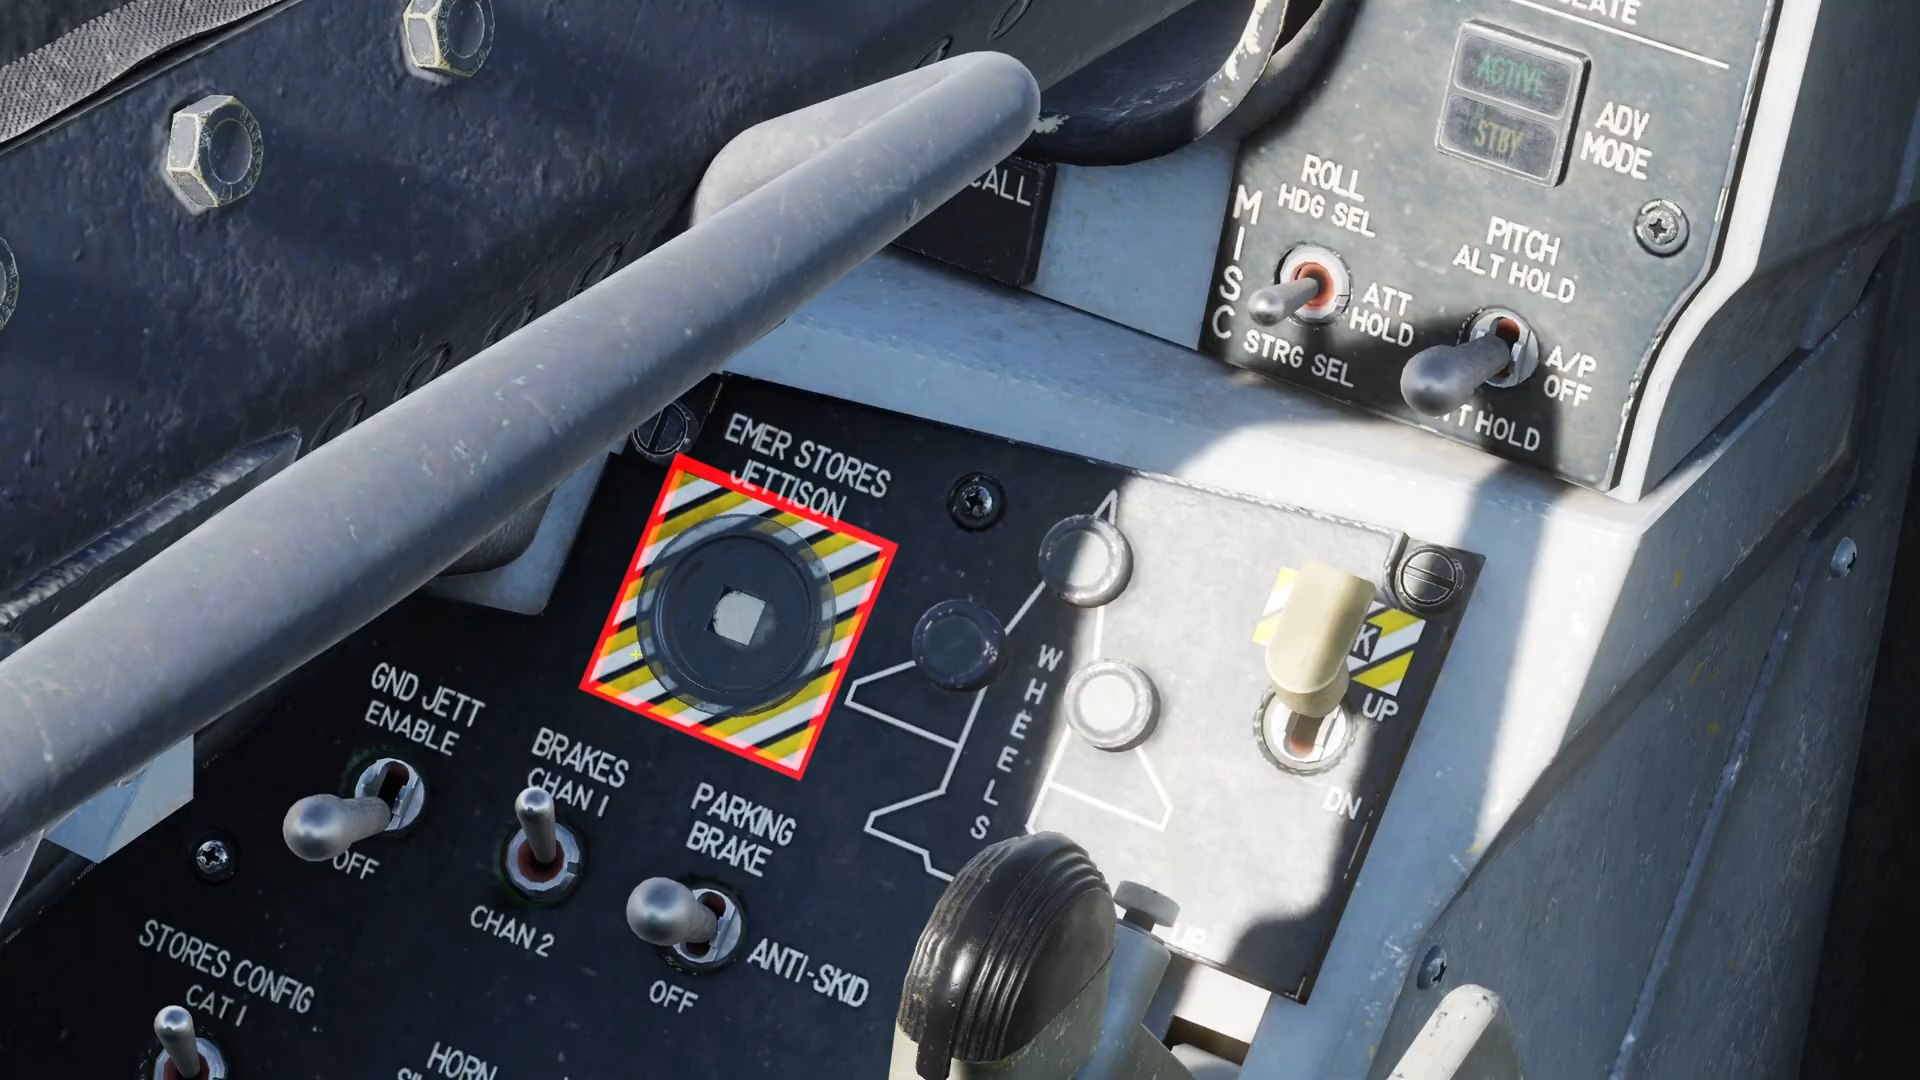 ACTIVE
STBY
ADV
MODE
ROLL
HDG SEL
MISC
ATT
HOLD
STRG SEL
PITCH
ALT HOLD
A/P
OFF
HOLD
EMER STORES
JETTISON
WHEELS
UP
DN
GND JETT
ENABLE
OFF
BRAKES
CHAN 1
CHAN 2
PARKING
BRAKE
ANTI-SKID
OFF
UP
STORES CONFIG
CAT I
HORN